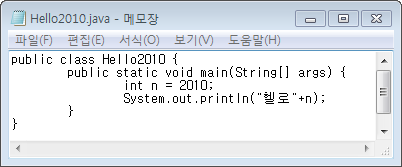 Hello2010.java - 메모장
파일(F) 편집(E) 서식(O) 보기(V) 도움말(H)
public class Hello2010 {
        public static void main(String[] args) {
                int n = 2010;
                System.out.println("헬로"+n);
        }
}